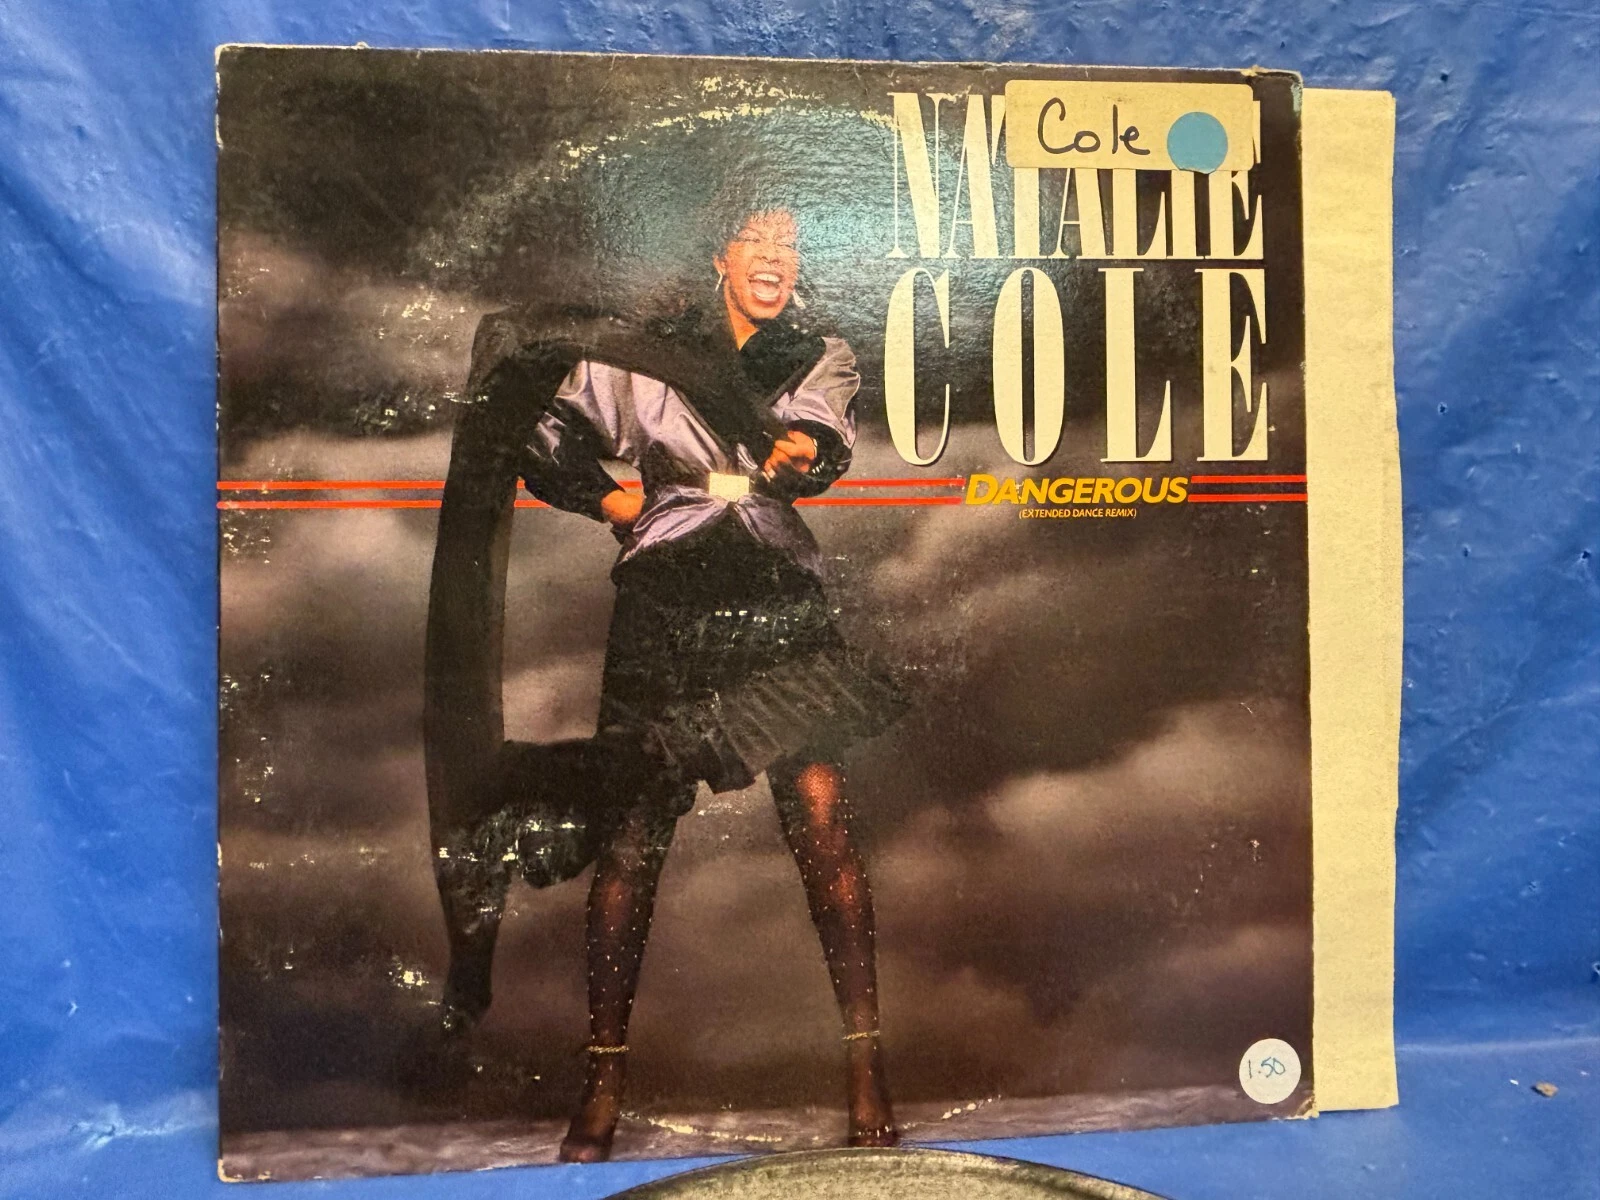 Cole
NATALIE
COLE
DANGEROUS
(EXTENDED DANCE REMIX)
1.50